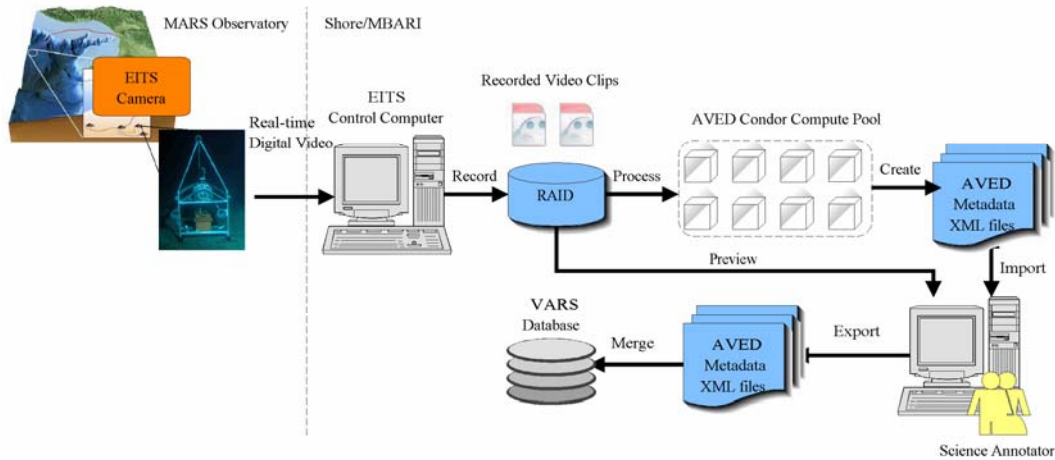 MARS Observatory
Shore/MBARI
EITS
Camera
Real-time
Digital Video
EITS
Control Computer
Record
Recorded Video Clips
RAID
Process
AVED Condor Compute Pool
Create
AVED
Metadata
XML files
Preview
Import
VARS
Database
Merge
AVED
Metadata
XML files
Export
Science Annotator